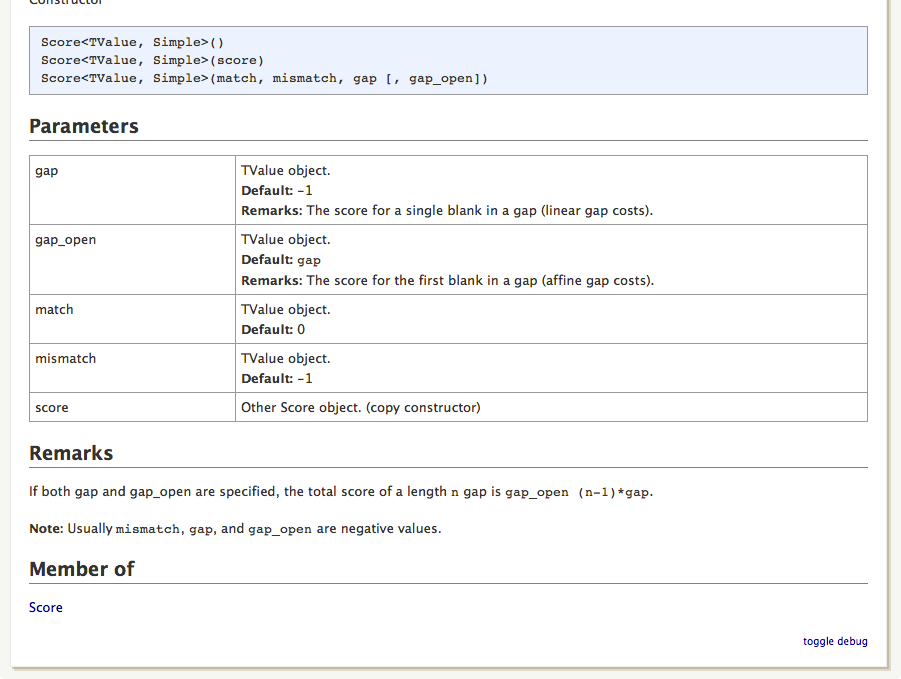 Constructor
Score<TValue, Simple>()
Score<TValue, Simple>(score)
Score<TValue, Simple>(match, mismatch, gap [, gap_open])
Parameters
gap
TValue object.
Default: -1
Remarks: The score for a single blank in a gap (linear gap costs).
gap_open
TValue object.
Default: gap
Remarks: The score for the first blank in a gap (affine gap costs).
match
TValue object.
Default: 0
mismatch
TValue object.
Default: -1
score
Other Score object. (copy constructor)
Remarks
If both gap and gap_open are specified, the total score of a length n gap is gap_open (n-1)*gap.
Note: Usually mismatch, gap, and gap_open are negative values.
Member of
Score
toggle debug